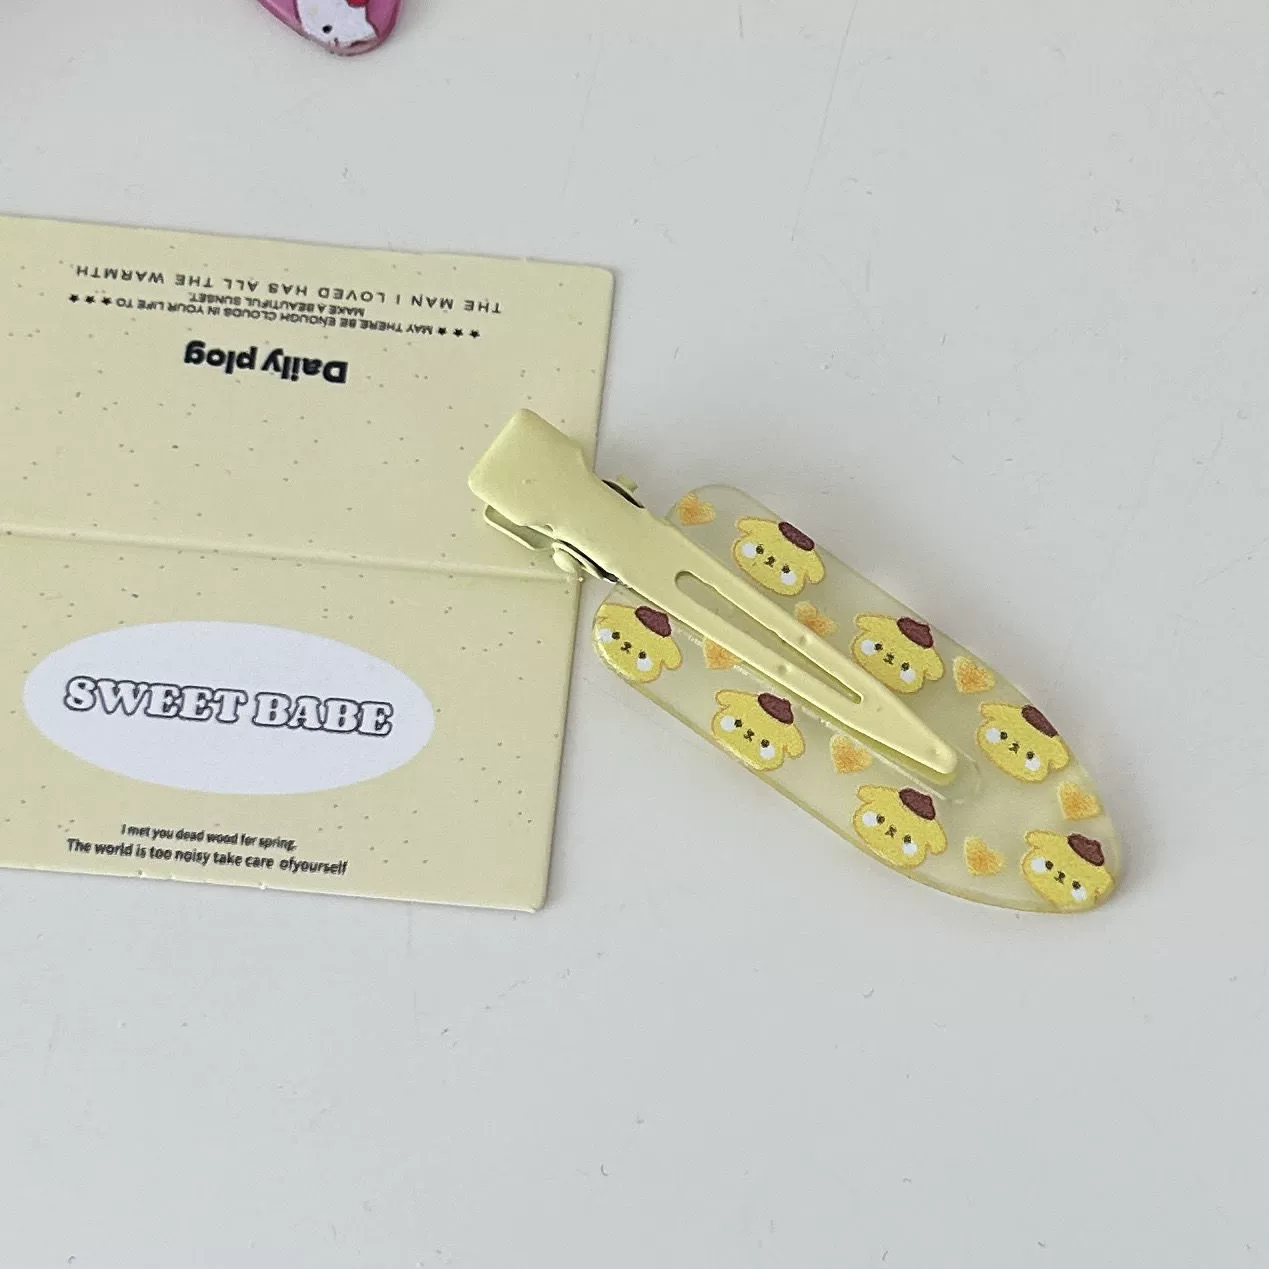 THE MAN I LOVED HAS ALL THE WARMTH.
★ ★ ★ MAY THERE BE ENOUGH CLOUDS IN YOUR LIFE TO ★ ★ ★
MAKE A BEAUTIFUL SUNSET.
Daily plog
SWEET BABE
I met you dead wood for spring.
The world is too noisy take care ofyourself